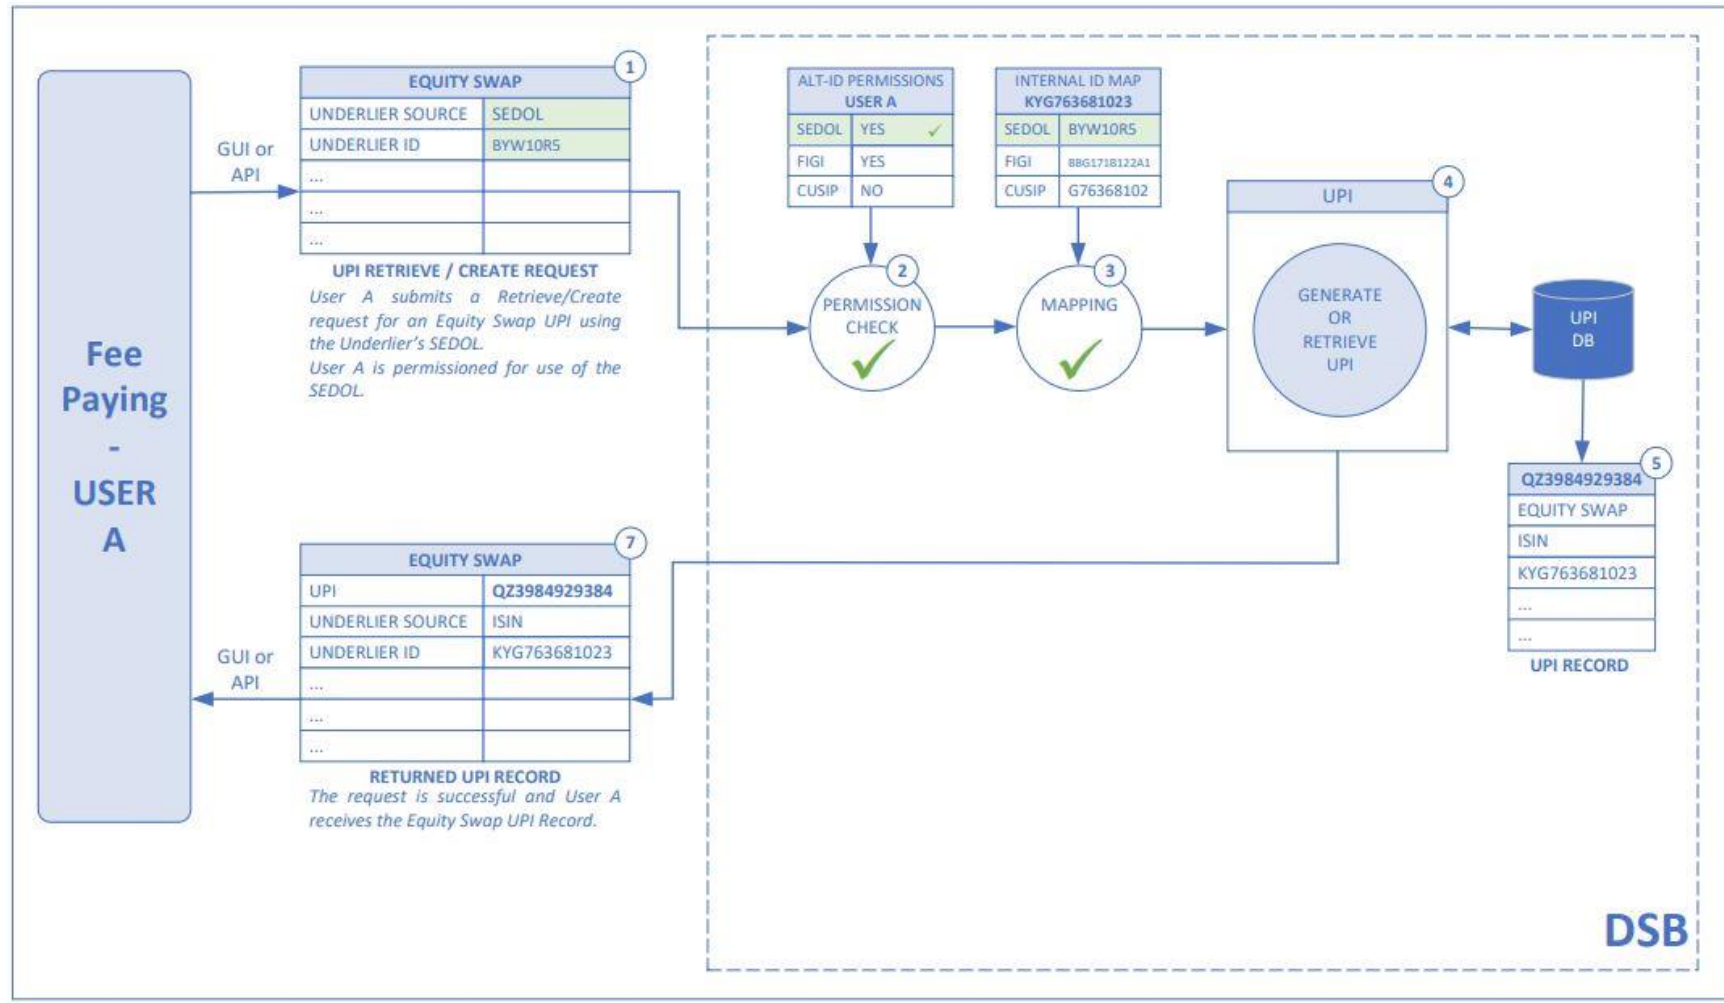 Fee
Paying
-
USER
A
GUI or
API
1
EQUITY SWAP
UNDERLIER SOURCE SEDOL
UNDERLIER ID BYW10R5
...
...
...
UPI RETRIEVE / CREATE REQUEST
User A submits a Retrieve/Create
request for an Equity Swap UPI using
the Underlier's SEDOL.
User A is permissioned for use of the
SEDOL.
ALT-ID PERMISSIONS
USER A
SEDOL YES ✓
FIGI YES
CUSIP NO
INTERNAL ID MAP
KYG763681023
SEDOL BYW10R5
FIGI BBG171B122A1
CUSIP G76368102
2
PERMISSION
CHECK
3
MAPPING
4
UPI
GENERATE
OR
RETRIEVE
UPI
UPI
DB
5
QZ3984929384
EQUITY SWAP
ISIN
KYG763681023
...
...
UPI RECORD
7
EQUITY SWAP
UPI QZ3984929384
UNDERLIER SOURCE ISIN
UNDERLIER ID KYG763681023
...
...
...
GUI or
API
RETURNED UPI RECORD
The request is successful and User A
receives the Equity Swap UPI Record.
DSB